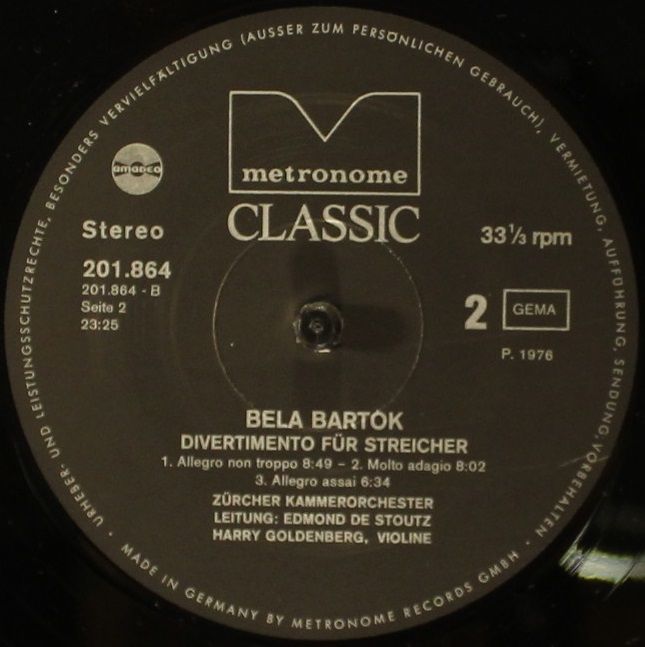 URHEBER- UND LEISTUNGSSCHUTZRECHTE, BESONDERS VERVIELFÄLTIGUNG (AUSSER ZUM PERSÖNLICHEN GEBRAUCH), VERMIETUNG, AUFFÜHRUNG, SENDUNG, VORBEHALTEN ·
metronome
CLASSIC
amadeo
Stereo
33 1/3 rpm
201.864
201.864 - B
Seite 2
23:25
2
GEMA
P. 1976
BELA BARTÓK
DIVERTIMENTO FÜR STREICHER
1. Allegro non troppo 8:49 – 2. Molto adagio 8:02
3. Allegro assai 6:34
ZÜRCHER KAMMERORCHESTER
LEITUNG: EDMOND DE STOUTZ
HARRY GOLDENBERG, VIOLINE
MADE IN GERMANY BY METRONOME RECORDS GMBH ·